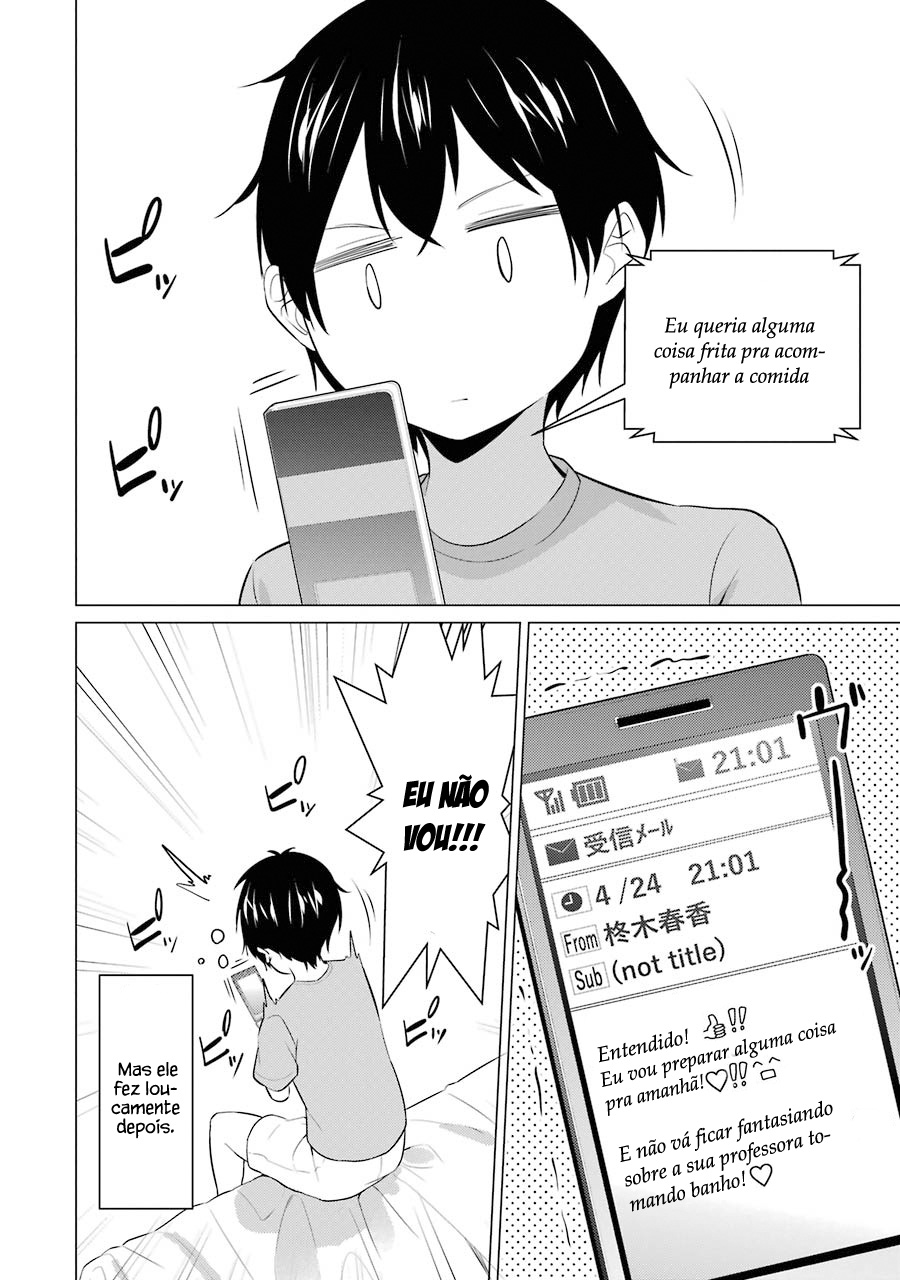 ピッ
ピッ
Eu queria alguma
coisa frita pra acom-
panhar a comida
ヴー
21:01
受信メール
4/24 21:01
From 柊木春香
Sub (not title)
Entendido! 👍‼
Eu vou preparar alguma coisa
pra amanhã!♡‼
E não vá ficar fantasiando
sobre a sua professora to-
mando banho!♡
EU NÃO
VOU!!!
ピッ
ピッ
ピッ
ピッ
Mas ele
fez lou-
camente
depois.